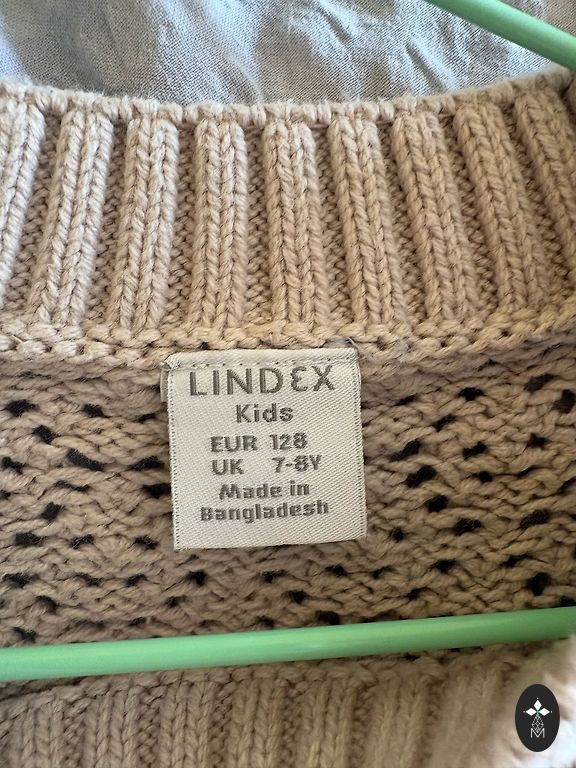 LINDEX
Kids
EUR 128
UK 7-8Y
Made in
Bangladesh